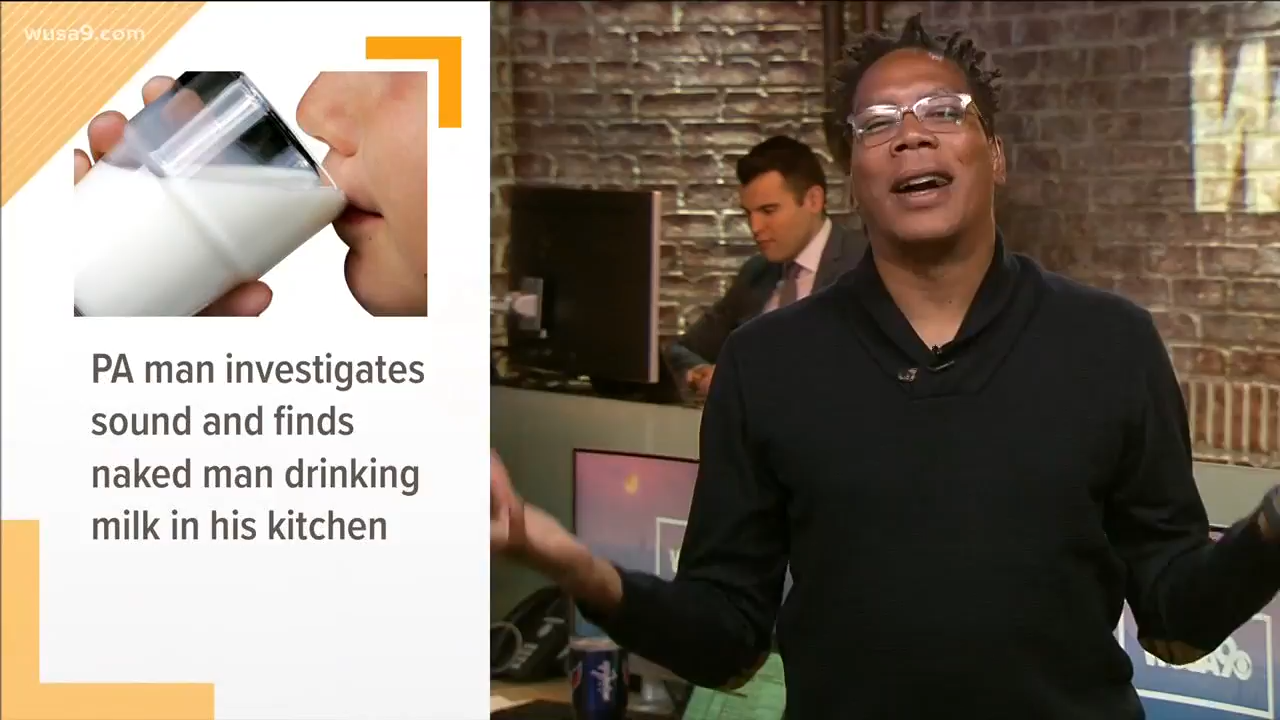 wusa9.com
PA man investigates
sound and finds
naked man drinking
milk in his kitchen